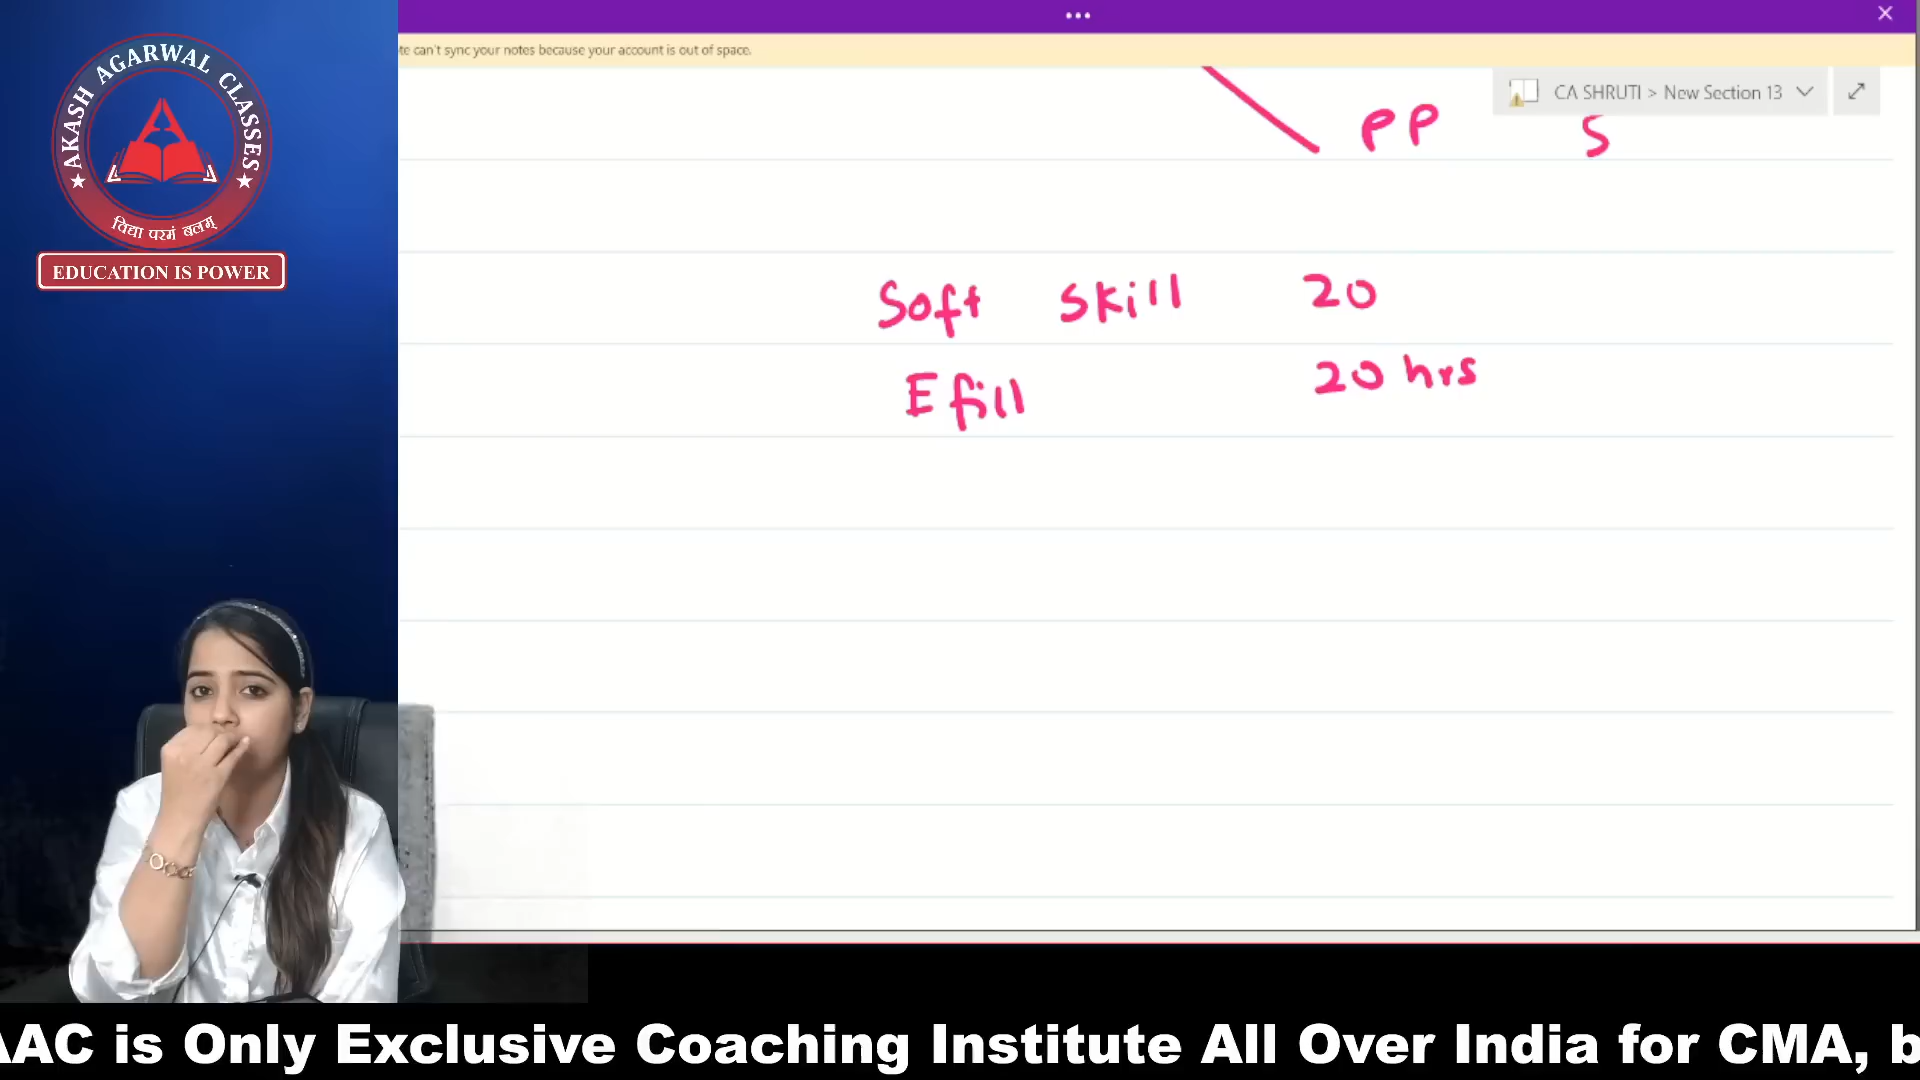 AKASH AGARWAL CLASSES
विद्या परमं बलम्
EDUCATION IS POWER
te can't sync your notes because your account is out of space.
CA SHRUTI > New Section 13
PP S
Soft Skill 20
E fill 20 hrs
AAC is Only Exclusive Coaching Institute All Over India for CMA, b